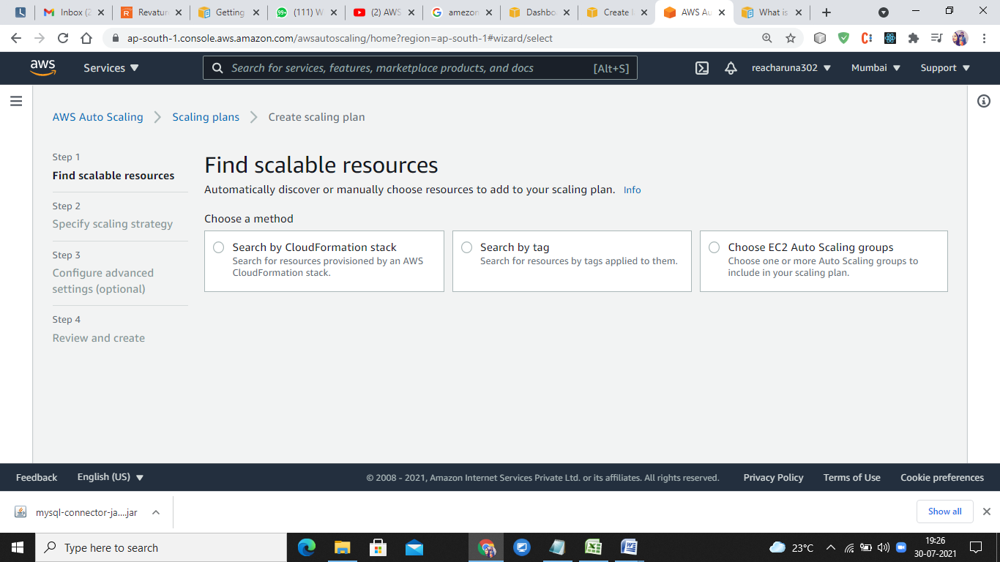 Inbox (2
Revatur
Getting
(111) W
(2) AWS
amezon
Dashbo
Create l
AWS Au
What is
ap-south-1.console.aws.amazon.com/awsautoscaling/home?region=ap-south-1#wizard/select
aws
Services
Search for services, features, marketplace products, and docs
[Alt+S]
reacharuna302
Mumbai
Support
AWS Auto Scaling
Scaling plans
Create scaling plan
Step 1
Find scalable resources
Step 2
Specify scaling strategy
Step 3
Configure advanced
settings (optional)
Step 4
Review and create
Find scalable resources
Automatically discover or manually choose resources to add to your scaling plan. Info
Choose a method
Search by CloudFormation stack
Search for resources provisioned by an AWS
CloudFormation stack.
Search by tag
Search for resources by tags applied to them.
Choose EC2 Auto Scaling groups
Choose one or more Auto Scaling groups to
include in your scaling plan.
Feedback
English (US)
© 2008 - 2021, Amazon Internet Services Private Ltd. or its affiliates. All rights reserved.
Privacy Policy
Terms of Use
Cookie preferences
mysql-connector-ja....jar
Show all
Type here to search
23°C
19:26
30-07-2021